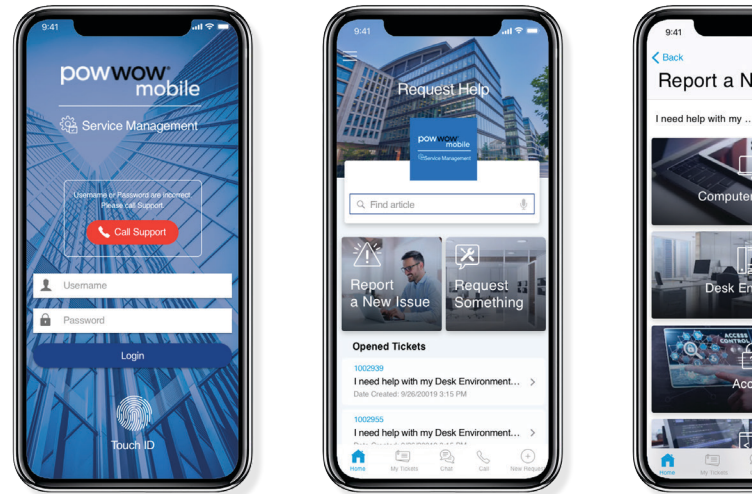 9:41
powwow
mobile
Service Management
Username or Password are incorrect
Please call Support.
Call Support
Username
Password
Login
Touch ID
9:41
Request Help
powwow
mobile
Service Management
Find article
Report
a New Issue
Request
Something
Opened Tickets
1002939
I need help with my Desk Environment...
Date Created: 9/26/20019 3:15 PM
1002955
I need help with my Desk Environment...
Home
My Tickets
Chat
Call
New Request
9:41
Back
Report a N
I need help with my ...
Computer
Desk En
ACCESS
CONTROL
Acc
Home
My Tickets